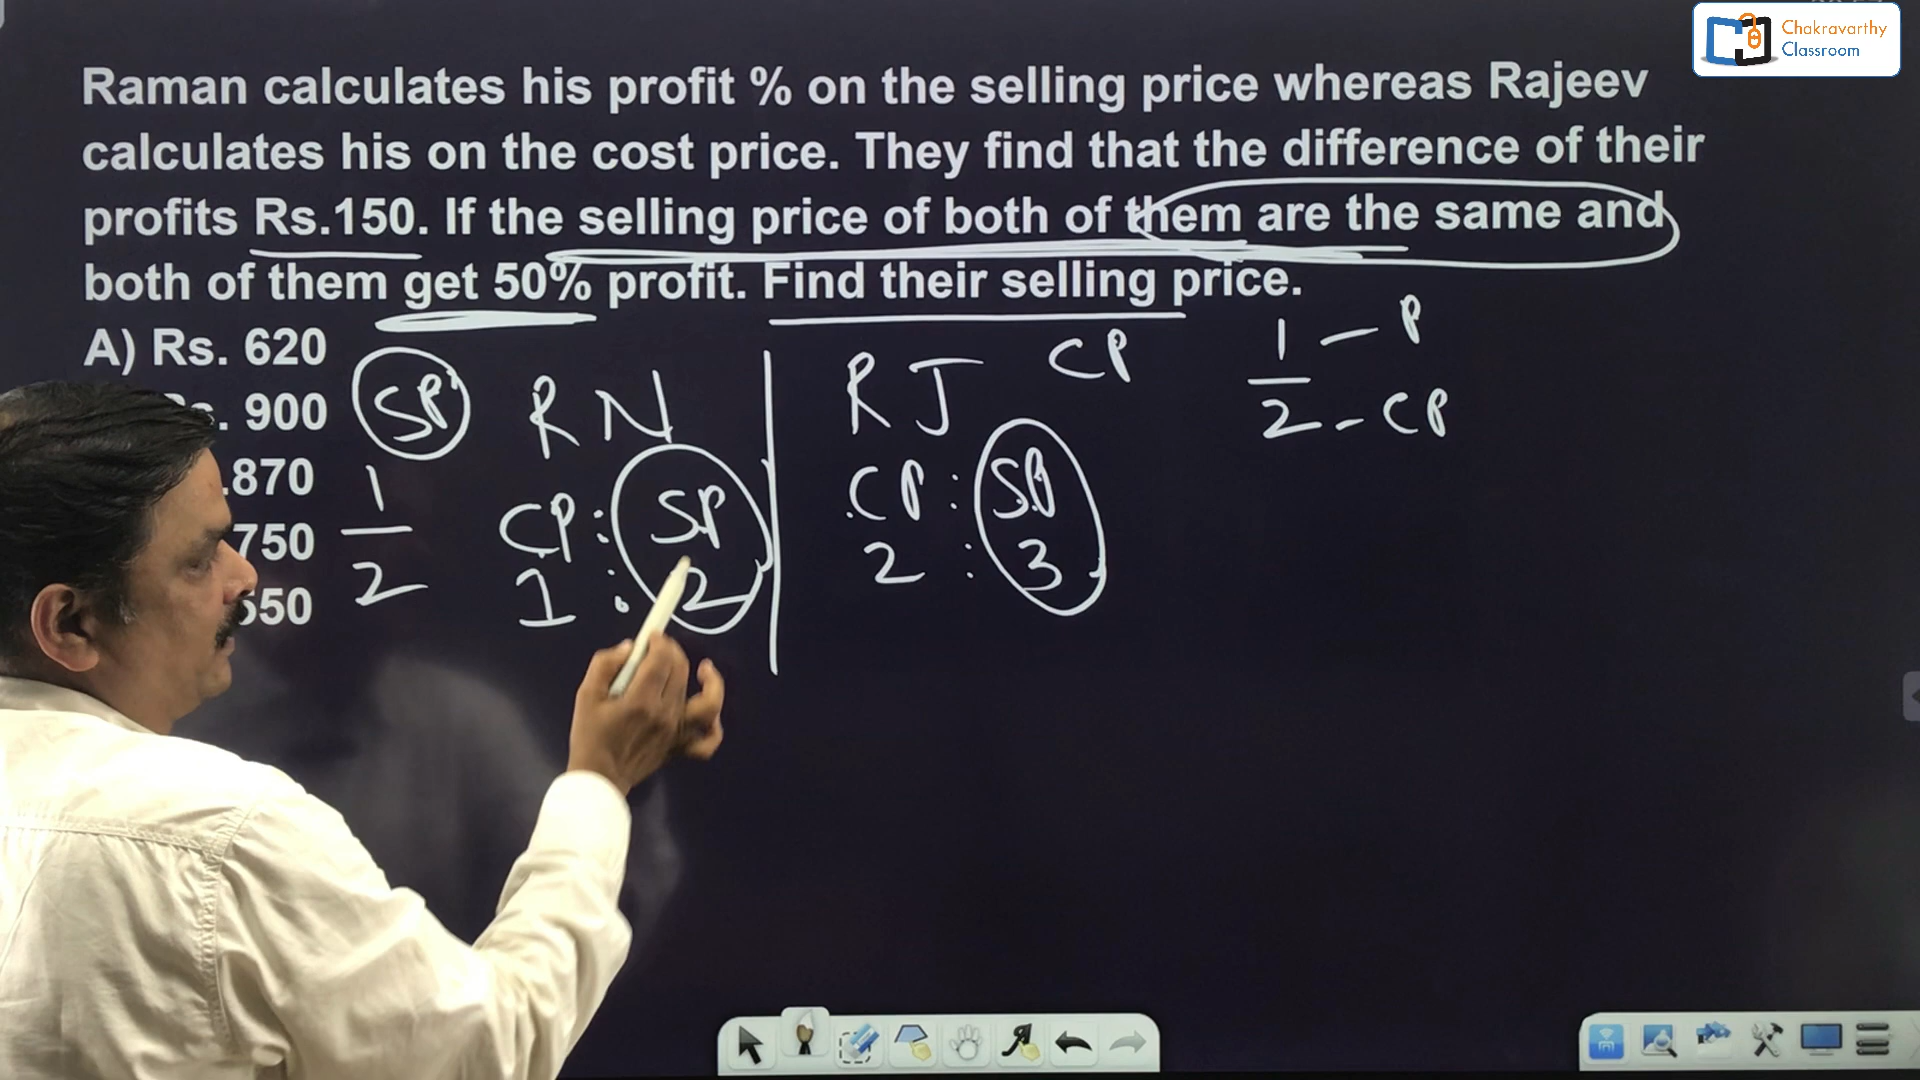 Chakravarthy
Classroom
Raman calculates his profit % on the selling price whereas Rajeev
calculates his on the cost price. They find that the difference of their
profits Rs.150. If the selling price of both of them are the same and
both of them get 50% profit. Find their selling price.
A) Rs. 620
. 900
.870
750
550
SP
1
2
RN
CP : SP
1 : 2
RJ CP
CP : SP
2 : 3
1 - P
2 - CP